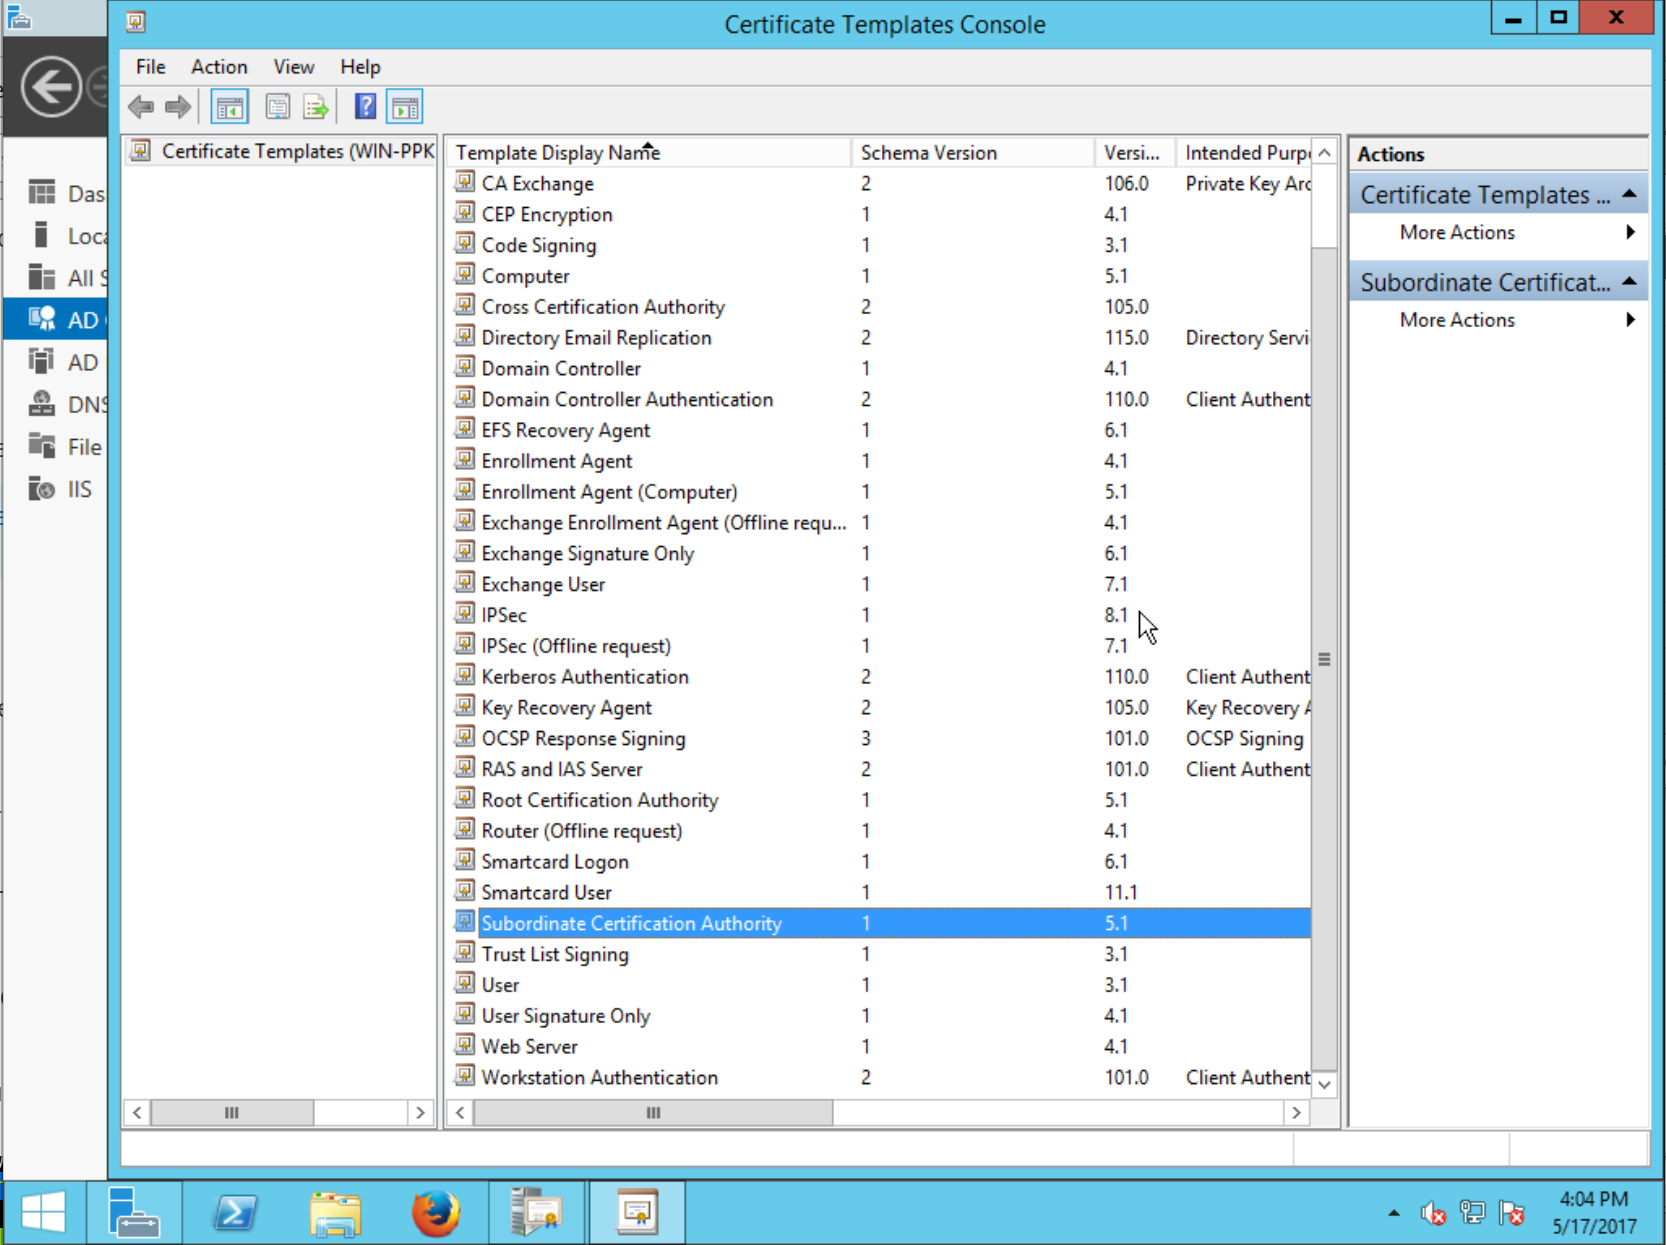 Certificate Templates Console
File Action View Help
Certificate Templates (WIN-PPK
Template Display Name Schema Version Versi... Intended Purp
CA Exchange 2 106.0 Private Key Arc
CEP Encryption 1 4.1
Code Signing 1 3.1
Computer 1 5.1
Cross Certification Authority 2 105.0
Directory Email Replication 2 115.0 Directory Servi
Domain Controller 1 4.1
Domain Controller Authentication 2 110.0 Client Authent
EFS Recovery Agent 1 6.1
Enrollment Agent 1 4.1
Enrollment Agent (Computer) 1 5.1
Exchange Enrollment Agent (Offline requ... 1 4.1
Exchange Signature Only 1 6.1
Exchange User 1 7.1
IPSec 1 8.1
IPSec (Offline request) 1 7.1
Kerberos Authentication 2 110.0 Client Authent
Key Recovery Agent 2 105.0 Key Recovery A
OCSP Response Signing 3 101.0 OCSP Signing
RAS and IAS Server 2 101.0 Client Authent
Root Certification Authority 1 5.1
Router (Offline request) 1 4.1
Smartcard Logon 1 6.1
Smartcard User 1 11.1
Subordinate Certification Authority 1 5.1
Trust List Signing 1 3.1
User 1 3.1
User Signature Only 1 4.1
Web Server 1 4.1
Workstation Authentication 2 101.0 Client Authent
Actions
Certificate Templates ...
More Actions
Subordinate Certificat...
More Actions
Das
Loca
All S
AD
AD
DNS
File
IIS
4:04 PM
5/17/2017